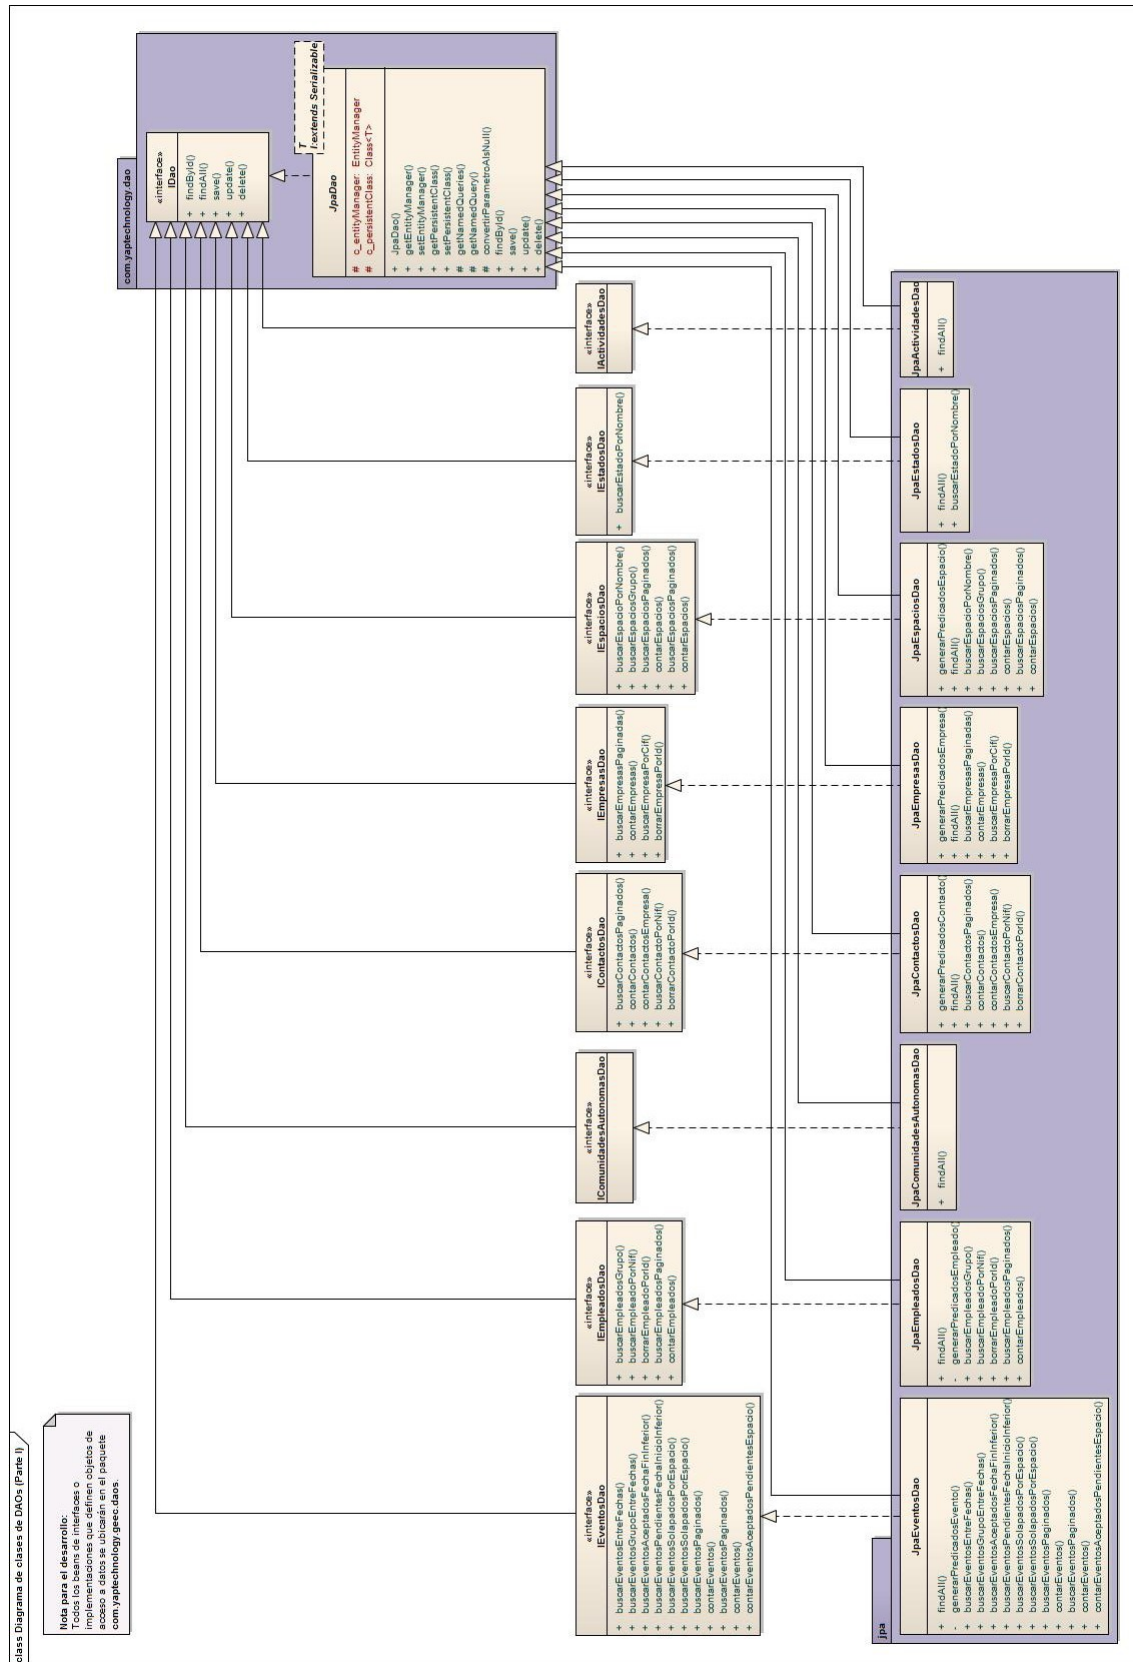 class Diagrama de clases de DAOs (Parte I)
Nota para el desarrollo:
Todos los beans de interfaces o
implementaciones que definen objetos de
acceso a datos se ubicarán en el paquete
com.yaptechnology.geec.daos.
com.yaptechnology.dao
«interface»
IDao
+ findById()
+ findAll()
+ save()
+ update()
+ delete()
T
I:extends Serializable
JpaDao
# c_entityManager: EntityManager
# c_persistentClass: Class<T>
+ JpaDao()
+ getEntityManager()
+ setEntityManager()
+ getPersistentClass()
+ setPersistentClass()
# getNamedQueries()
# getNamedQuery()
# convertirParametroAIsNull()
+ findById()
+ save()
+ update()
+ delete()
«interface»
IEventosDao
+ buscarEventosEntreFechas()
+ buscarEventosGrupoEntreFechas()
+ buscarEventosAceptadosFechaFinInferior()
+ buscarEventosPendientesFechaInicioInferior()
+ buscarEventosSolapadosPorEspacio()
+ buscarEventosSolapadosPorEspacio()
+ buscarEventosPaginados()
+ contarEventos()
+ buscarEventosPaginados()
+ contarEventos()
+ contarEventosAceptadosPendientesEspacio()
«interface»
IEmpleadosDao
+ buscarEmpleadosGrupo()
+ buscarEmpleadoPorNif()
+ borrarEmpleadoPorId()
+ buscarEmpleadosPaginados()
+ contarEmpleados()
«interface»
IComunidadesAutonomasDao
«interface»
IContactosDao
+ buscarContactosPaginados()
+ contarContactos()
+ contarContactosEmpresa()
+ buscarContactoPorNif()
+ borrarContactoPorId()
«interface»
IEmpresasDao
+ buscarEmpresasPaginadas()
+ contarEmpresas()
+ buscarEmpresaPorCif()
+ borrarEmpresaPorId()
«interface»
IEspaciosDao
+ buscarEspacioPorNombre()
+ buscarEspaciosGrupo()
+ buscarEspaciosPaginados()
+ contarEspacios()
+ buscarEspaciosPaginados()
+ contarEspacios()
«interface»
IEstadosDao
+ buscarEstadoPorNombre()
«interface»
IActividadesDao
jpa
JpaEventosDao
+ findAll()
- generarPredicadosEvento()
+ buscarEventosEntreFechas()
+ buscarEventosGrupoEntreFechas()
+ buscarEventosAceptadosFechaFinInferior()
+ buscarEventosPendientesFechaInicioInferior()
+ buscarEventosSolapadosPorEspacio()
+ buscarEventosSolapadosPorEspacio()
+ buscarEventosPaginados()
+ contarEventos()
+ buscarEventosPaginados()
+ contarEventos()
+ contarEventosAceptadosPendientesEspacio()
JpaEmpleadosDao
+ findAll()
- generarPredicadosEmpleado()
+ buscarEmpleadosGrupo()
+ buscarEmpleadoPorNif()
+ borrarEmpleadoPorId()
+ buscarEmpleadosPaginados()
+ contarEmpleados()
JpaComunidadesAutonomasDao
+ findAll()
JpaContactosDao
+ generarPredicadosContacto()
+ findAll()
+ buscarContactosPaginados()
+ contarContactos()
+ contarContactosEmpresa()
+ buscarContactoPorNif()
+ borrarContactoPorId()
JpaEmpresasDao
+ generarPredicadosEmpresa()
+ findAll()
+ buscarEmpresasPaginadas()
+ contarEmpresas()
+ buscarEmpresaPorCif()
+ borrarEmpresaPorId()
JpaEspaciosDao
+ generarPredicadosEspacio()
+ findAll()
+ buscarEspacioPorNombre()
+ buscarEspaciosGrupo()
+ buscarEspaciosPaginados()
+ contarEspacios()
+ buscarEspaciosPaginados()
+ contarEspacios()
JpaEstadosDao
+ findAll()
+ buscarEstadoPorNombre()
JpaActividadesDao
+ findAll()